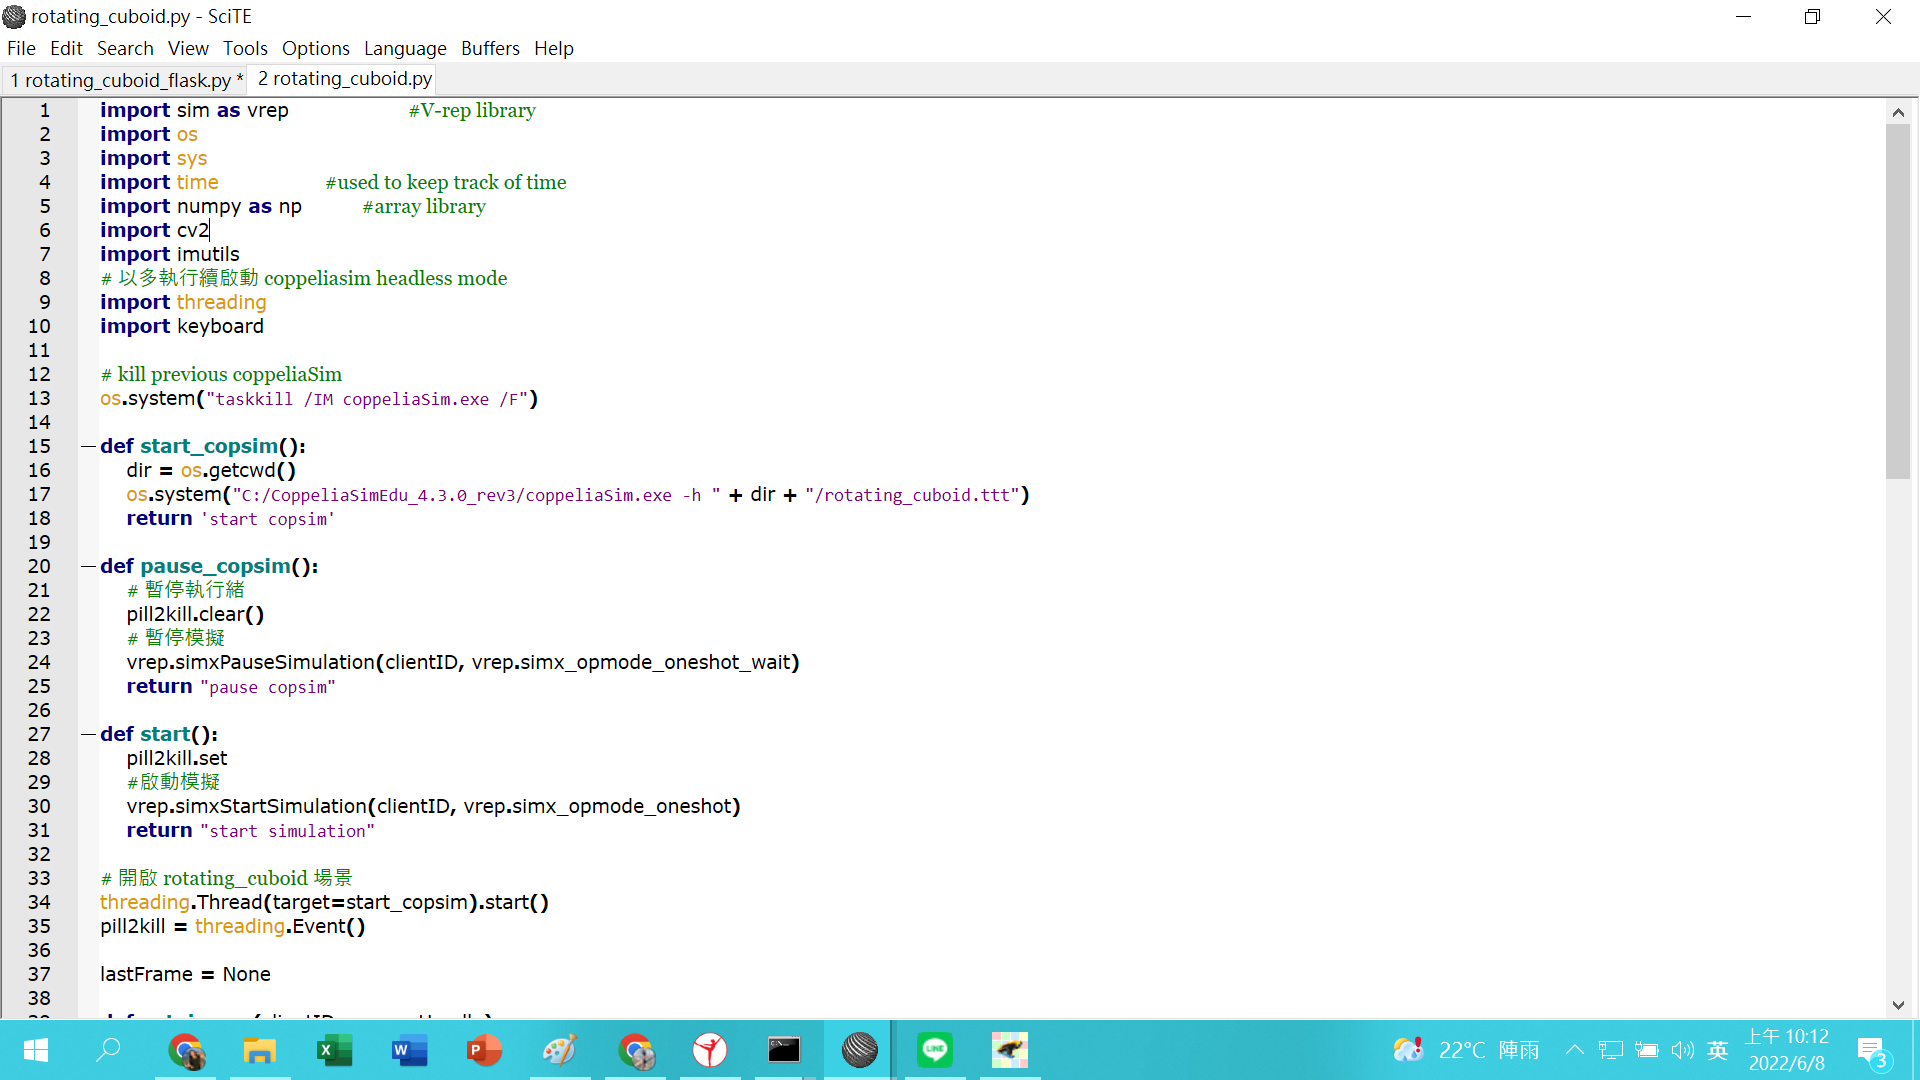 rotating_cuboid.py - SciTE
File Edit Search View Tools Options Language Buffers Help
1 rotating_cuboid_flask.py * 2 rotating_cuboid.py
1 import sim as vrep #V-rep library
2 import os
3 import sys
4 import time #used to keep track of time
5 import numpy as np #array library
6 import cv2
7 import imutils
8 # 以多執行續啟動 coppeliasim headless mode
9 import threading
10 import keyboard
11
12 # kill previous coppeliaSim
13 os.system("taskkill /IM coppeliaSim.exe /F")
14
15 def start_copsim():
16 dir = os.getcwd()
17 os.system("C:/CoppeliaSimEdu_4.3.0_rev3/coppeliaSim.exe -h " + dir + "/rotating_cuboid.ttt")
18 return 'start copsim'
19
20 def pause_copsim():
21 # 暫停執行緒
22 pill2kill.clear()
23 # 暫停模擬
24 vrep.simxPauseSimulation(clientID, vrep.simx_opmode_oneshot_wait)
25 return "pause copsim"
26
27 def start():
28 pill2kill.set
29 #啟動模擬
30 vrep.simxStartSimulation(clientID, vrep.simx_opmode_oneshot)
31 return "start simulation"
32
33 # 開啟 rotating_cuboid 場景
34 threading.Thread(target=start_copsim).start()
35 pill2kill = threading.Event()
36
37 lastFrame = None
38
22°C 陣雨
英
上午 10:12
2022/6/8
3